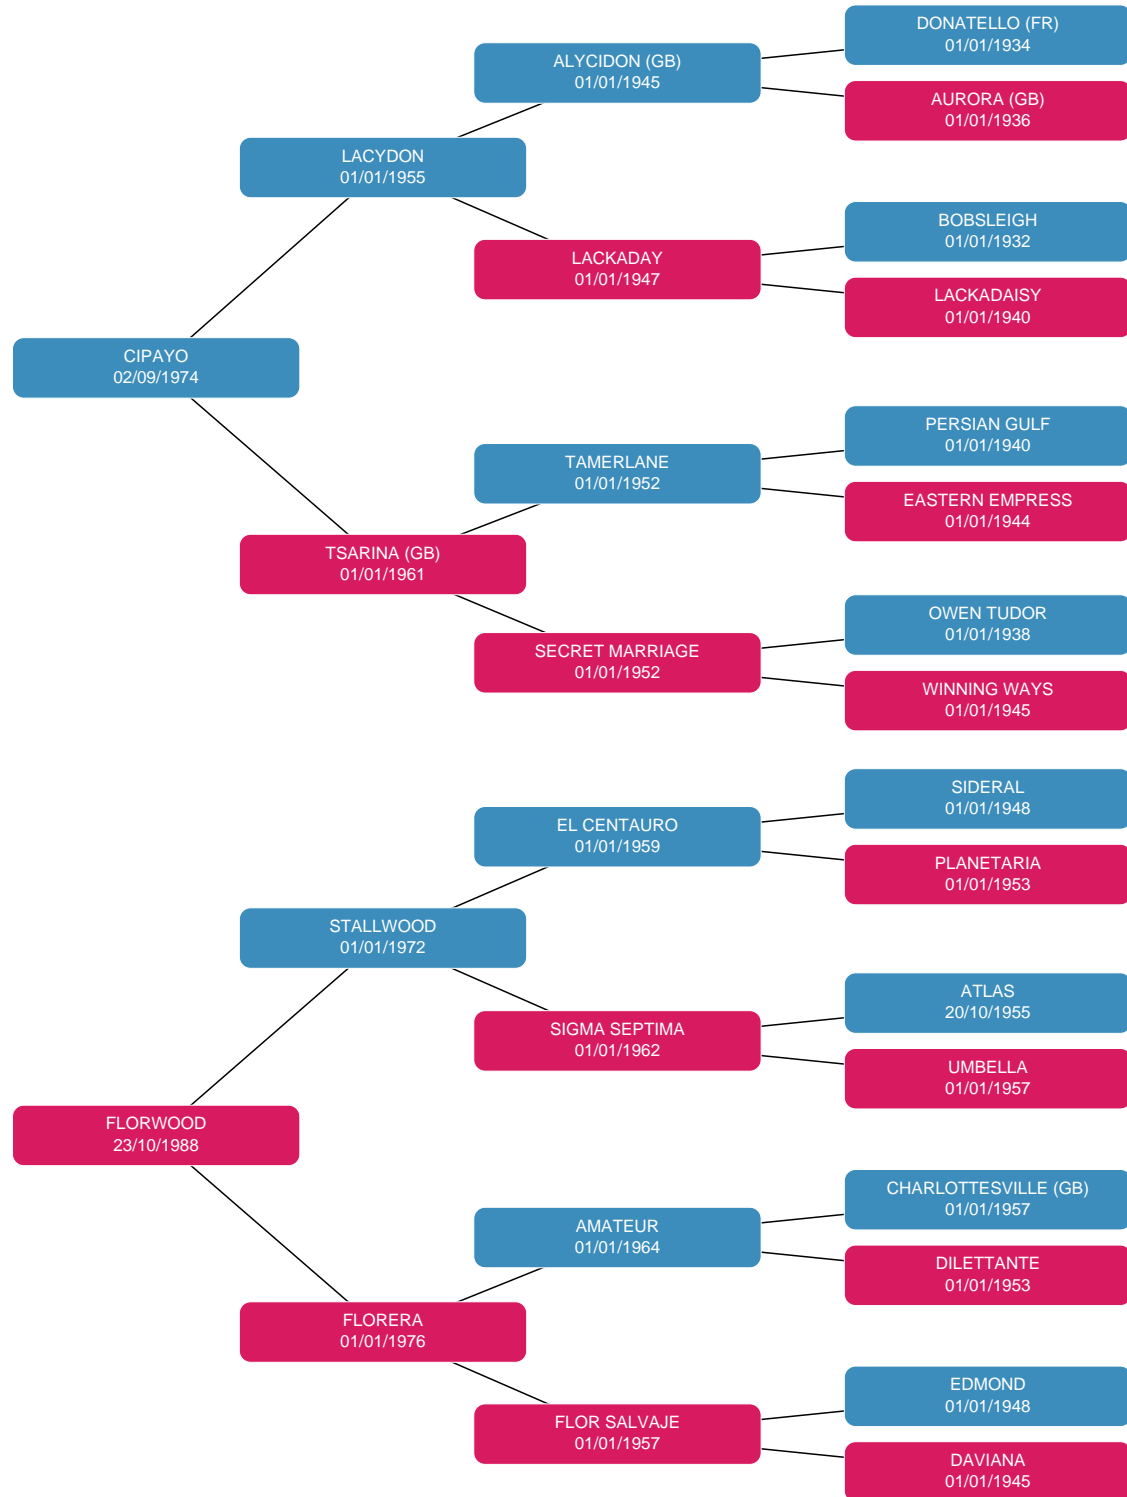 DONATELLO (FR)
01/01/1934
ALYCIDON (GB)
01/01/1945
AURORA (GB)
01/01/1936
LACYDON
01/01/1955
BOBSLEIGH
01/01/1932
LACKADAY
01/01/1947
LACKADAISY
01/01/1940
CIPAYO
02/09/1974
PERSIAN GULF
01/01/1940
TAMERLANE
01/01/1952
EASTERN EMPRESS
01/01/1944
TSARINA (GB)
01/01/1961
OWEN TUDOR
01/01/1938
SECRET MARRIAGE
01/01/1952
WINNING WAYS
01/01/1945
SIDERAL
01/01/1948
EL CENTAURO
01/01/1959
PLANETARIA
01/01/1953
STALLWOOD
01/01/1972
ATLAS
20/10/1955
SIGMA SEPTIMA
01/01/1962
UMBELLA
01/01/1957
FLORWOOD
23/10/1988
CHARLOTTESVILLE (GB)
01/01/1957
AMATEUR
01/01/1964
DILETTANTE
01/01/1953
FLORERA
01/01/1976
EDMOND
01/01/1948
FLOR SALVAJE
01/01/1957
DAVIANA
01/01/1945